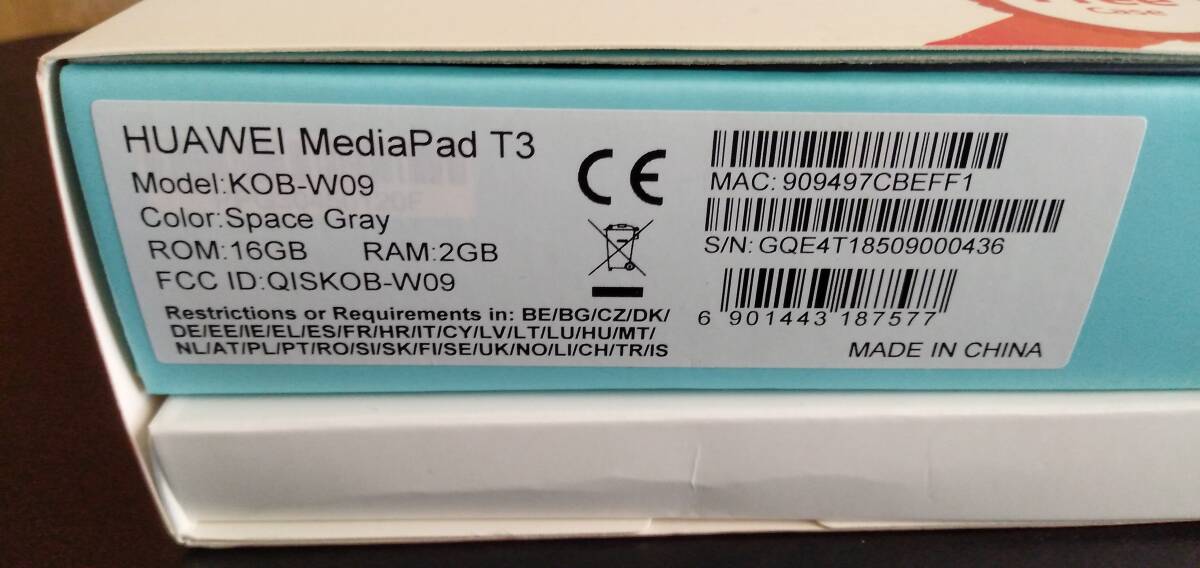 Case
HUAWEI MediaPad T3
Model:KOB-W09
Color:Space Gray
ROM:16GB RAM:2GB
FCC ID:QISKOB-W09
Restrictions or Requirements in: BE/BG/CZ/DK/
DE/EE/IE/EL/ES/FR/HR/IT/CY/LV/LT/LU/HU/MT/
NL/AT/PL/PT/RO/SI/SK/FI/SE/UK/NO/LI/CH/TR/IS
CE
MAC: 909497CBEFF1
S/N: GQE4T18509000436
6 901443 187577
MADE IN CHINA